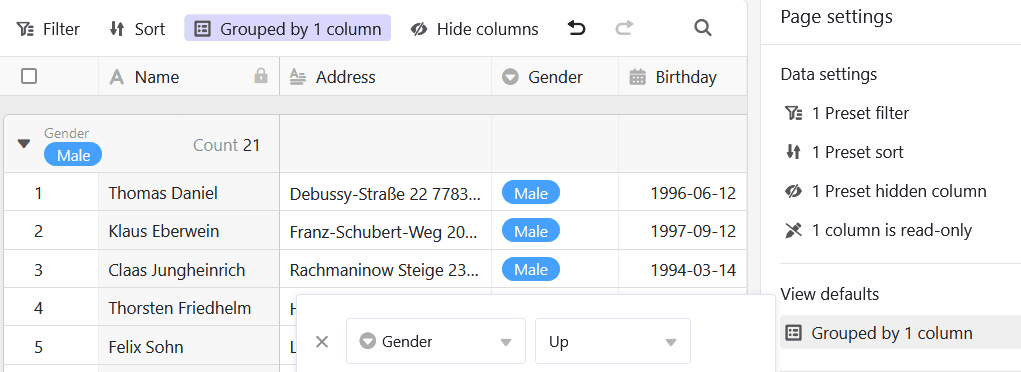 Filter Sort Grouped by 1 column Hide columns
Name Address Gender Birthday
Gender
Male
Count 21
1 Thomas Daniel Debussy-Straße 22 7783... Male 1996-06-12
2 Klaus Eberwein Franz-Schubert-Weg 20... Male 1997-09-12
3 Claas Jungheinrich Rachmaninow Steige 23... Male 1994-03-14
4 Thorsten Friedhelm
5 Felix Sohn
Gender Up
Page settings
Data settings
1 Preset filter
1 Preset sort
1 Preset hidden column
1 column is read-only
View defaults
Grouped by 1 column